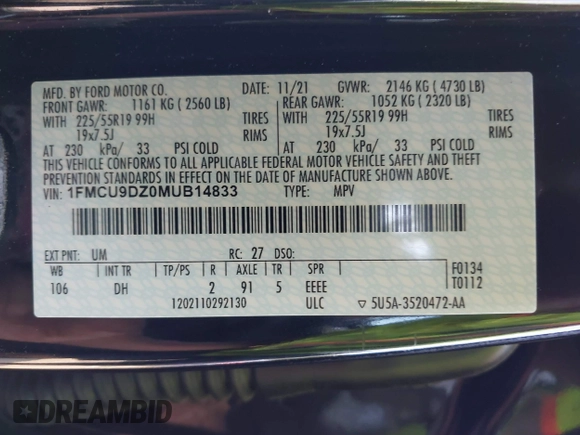 MFD. BY FORD MOTOR CO. DATE: 11/21 GVWR: 2146 KG ( 4730 LB)
FRONT GAWR: 1161 KG ( 2560 LB) REAR GAWR: 1052 KG ( 2320 LB)
WITH 225/55R19 99H TIRES WITH 225/55R19 99H TIRES
19x7.5J RIMS 19x7.5J RIMS
AT 230 kPa/ 33 PSI COLD AT 230 kPa/ 33 PSI COLD
THIS VEHICLE CONFORMS TO ALL APPLICABLE FEDERAL MOTOR VEHICLE SAFETY AND THEFT
PREVENTION STANDARDS IN EFFECT ON THE DATE OF MANUFACTURE SHOWN ABOVE.
VIN: 1FMCU9DZ0MUB14833 TYPE: MPV
EXT PNT: UM RC: 27 DSO:
WB INT TR TP/PS R AXLE TR SPR F0134
106 DH 2 91 5 EEEE T0112
1202110292130 ULC ▽ 5U5A-3520472-AA
DREAMBID